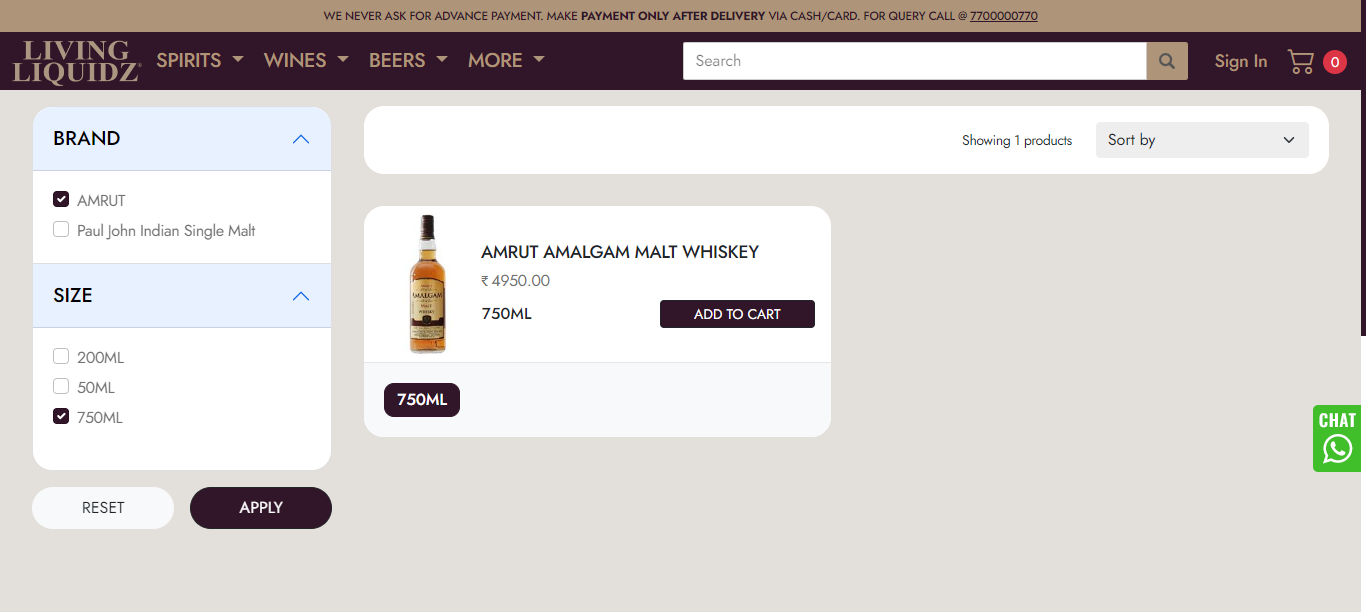 WE NEVER ASK FOR ADVANCE PAYMENT. MAKE PAYMENT ONLY AFTER DELIVERY VIA CASH/CARD. FOR QUERY CALL @ 7700000770
LIVING
LIQUIDZ
SPIRITS WINES BEERS MORE
Search
Sign In
0
BRAND
AMRUT
Paul John Indian Single Malt
SIZE
200ML
50ML
750ML
RESET
APPLY
Showing 1 products
Sort by
AMALGAM
MALT
WHISKY
AMRUT AMALGAM MALT WHISKEY
₹ 4950.00
750ML
ADD TO CART
750ML
CHAT